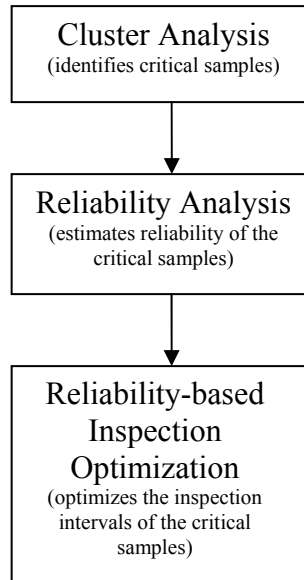 Cluster Analysis
(identifies critical samples)
Reliability Analysis
(estimates reliability of the
critical samples)
Reliability-based
Inspection
Optimization
(optimizes the inspection
intervals of the critical
samples)